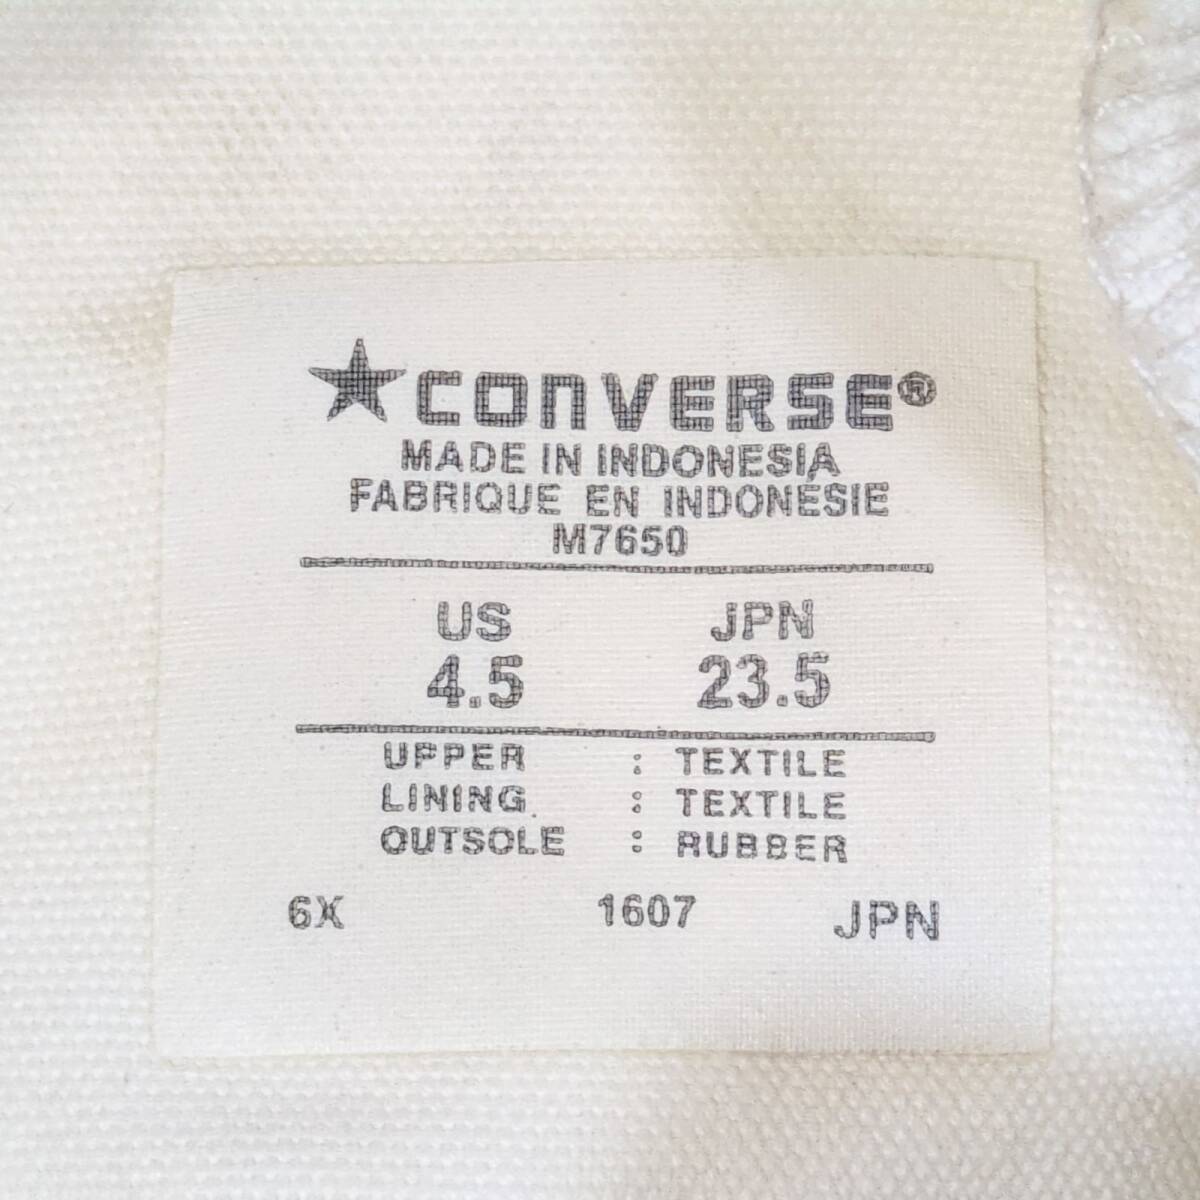 ★CONVERSE®
MADE IN INDONESIA
FABRIQUE EN INDONÉSIE
M7650
US JPN
4.5 23.5
UPPER : TEXTILE
LINING : TEXTILE
OUTSOLE : RUBBER
6X 1607 JPN